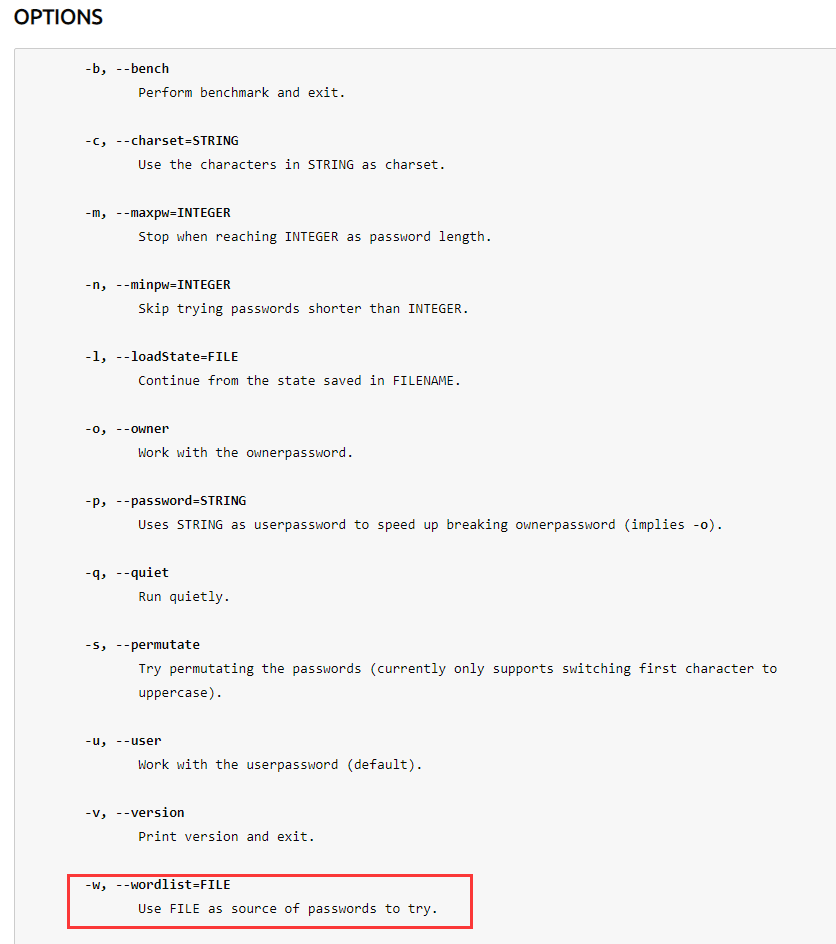 OPTIONS
-b, --bench
Perform benchmark and exit.
-c, --charset=STRING
Use the characters in STRING as charset.
-m, --maxpw=INTEGER
Stop when reaching INTEGER as password length.
-n, --minpw=INTEGER
Skip trying passwords shorter than INTEGER.
-l, --loadState=FILE
Continue from the state saved in FILENAME.
-o, --owner
Work with the ownerpassword.
-p, --password=STRING
Uses STRING as userpassword to speed up breaking ownerpassword (implies -o).
-q, --quiet
Run quietly.
-s, --permutate
Try permutating the passwords (currently only supports switching first character to
uppercase).
-u, --user
Work with the userpassword (default).
-v, --version
Print version and exit.
-w, --wordlist=FILE
Use FILE as source of passwords to try.